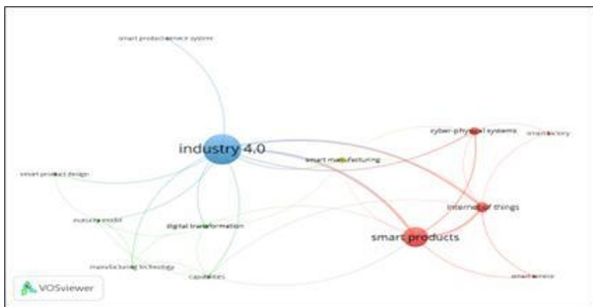 smart product-service system
industry 4.0
cyber-physical systems
smart factory
smart manufacturing
smart product design
internet of things
maturity model
digital transformation
smart products
manufacturing technology
capabilities
smart service
VOSviewer